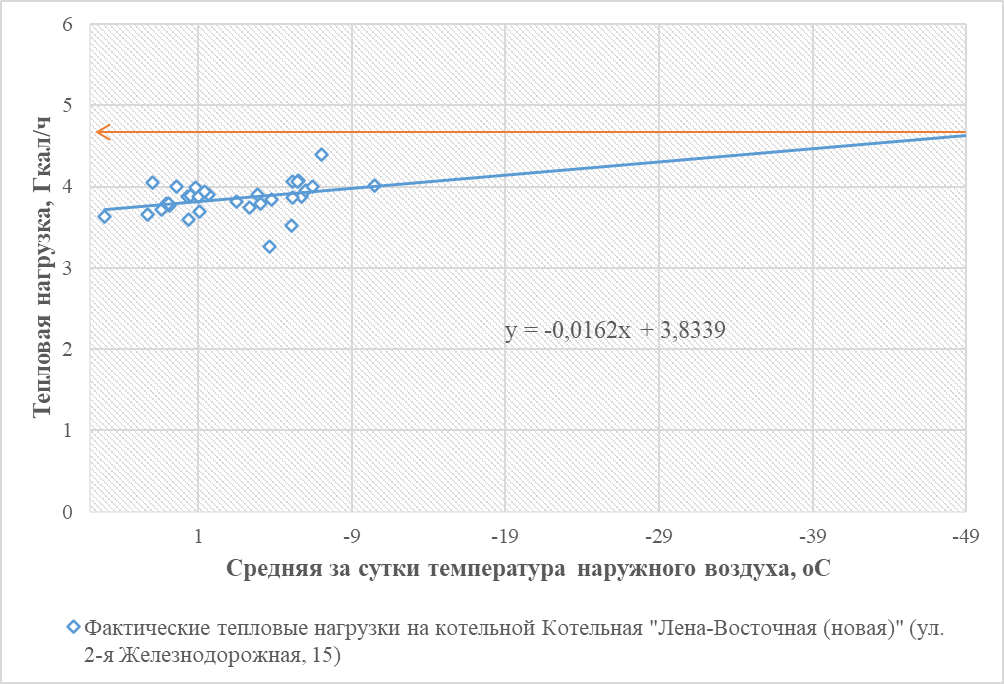 6
5
4
3
2
1
0
Тепловая нагрузка, Гкал/ч
y = -0,0162x + 3,8339
1 -9 -19 -29 -39 -49
Средняя за сутки температура наружного воздуха, оС
Фактические тепловые нагрузки на котельной Котельная "Лена-Восточная (новая)" (ул.
2-я Железнодорожная, 15)